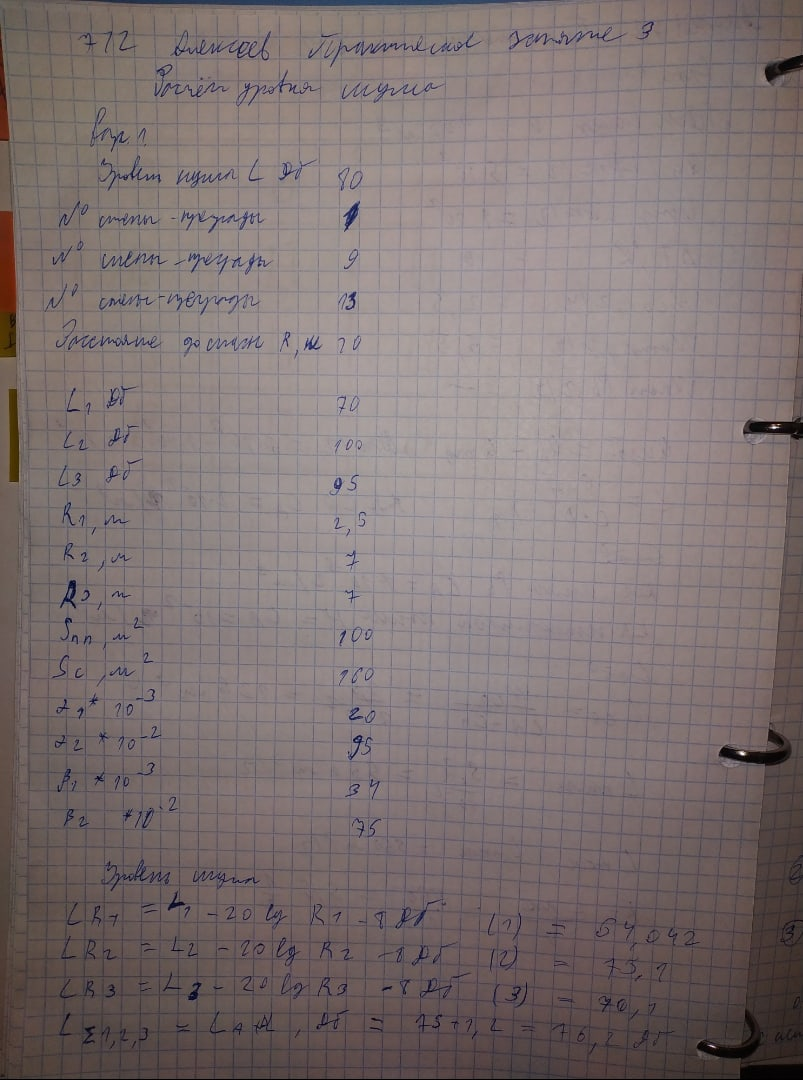 712 Алексеев Практическое занятие 3
Расчёт уровня шума
Вар. 1.
Уровень шума L Дб 80
N° стены-преграды 1
N° стены-преграды 9
N° стены-преграды 13
Расстояние до стены R, м 10
L1 Дб 70
L2 Дб 100
L3 Дб 95
R1, м 2,5
R2, м 7
R3, м 7
Sпл, м² 100
Sс, м² 160
α1 * 10⁻³ 20
α2 * 10⁻² 95
β1 * 10⁻³ 34
β2 * 10⁻² 75
Уровень шума
LR1 = L1 - 20 lg R1 - 8 Дб (1) = 54,042
LR2 = L2 - 20 lg R2 - 8 Дб (2) = 75,1
LR3 = L3 - 20 lg R3 - 8 Дб (3) = 70,1
LΣ1,2,3 = LA+Δ, Дб = 75+1,2 = 76,2 Дб